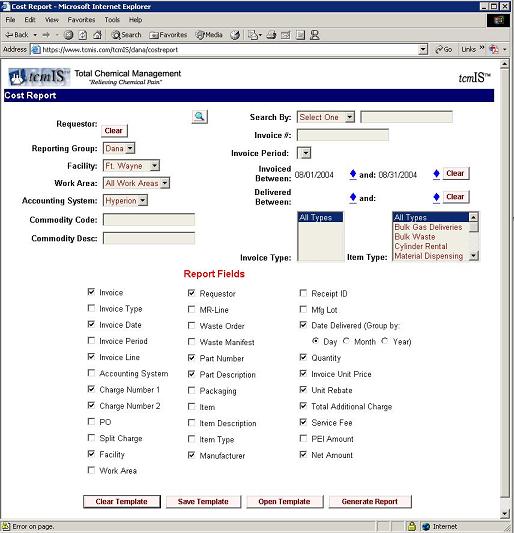 Cost Report - Microsoft Internet Explorer
File Edit View Favorites Tools Help
Back Search Favorites Media
Address https://www.tcmis.com/tcmIS/dana/costreport Go Links »
tcmIS Total Chemical Management tcmIS™
"Relieving Chemical Pain"
Cost Report
Requestor: Clear
Search By: Select One
Invoice #:
Reporting Group: Dana
Invoice Period:
Facility: Ft. Wayne
Invoiced Between: 08/01/2004 and: 08/31/2004 Clear
Work Area: All Work Areas
Delivered Between: and: Clear
Accounting System: Hyperion
Commodity Code:
Commodity Desc:
Invoice Type: All Types
Item Type: All Types
Bulk Gas Deliveries
Bulk Waste
Cylinder Rental
Material Dispensing
Report Fields
Invoice Requestor Receipt ID
Invoice Type MR-Line Mfg Lot
Invoice Date Waste Order Date Delivered (Group by:
Invoice Period Waste Manifest Day Month Year)
Invoice Line Part Number Quantity
Accounting System Part Description Invoice Unit Price
Charge Number 1 Packaging Unit Rebate
Charge Number 2 Item Total Additional Charge
PO Item Description Service Fee
Split Charge Item Type PEI Amount
Facility Manufacturer Net Amount
Work Area
Clear Template Save Template Open Template Generate Report
Error on page. Internet